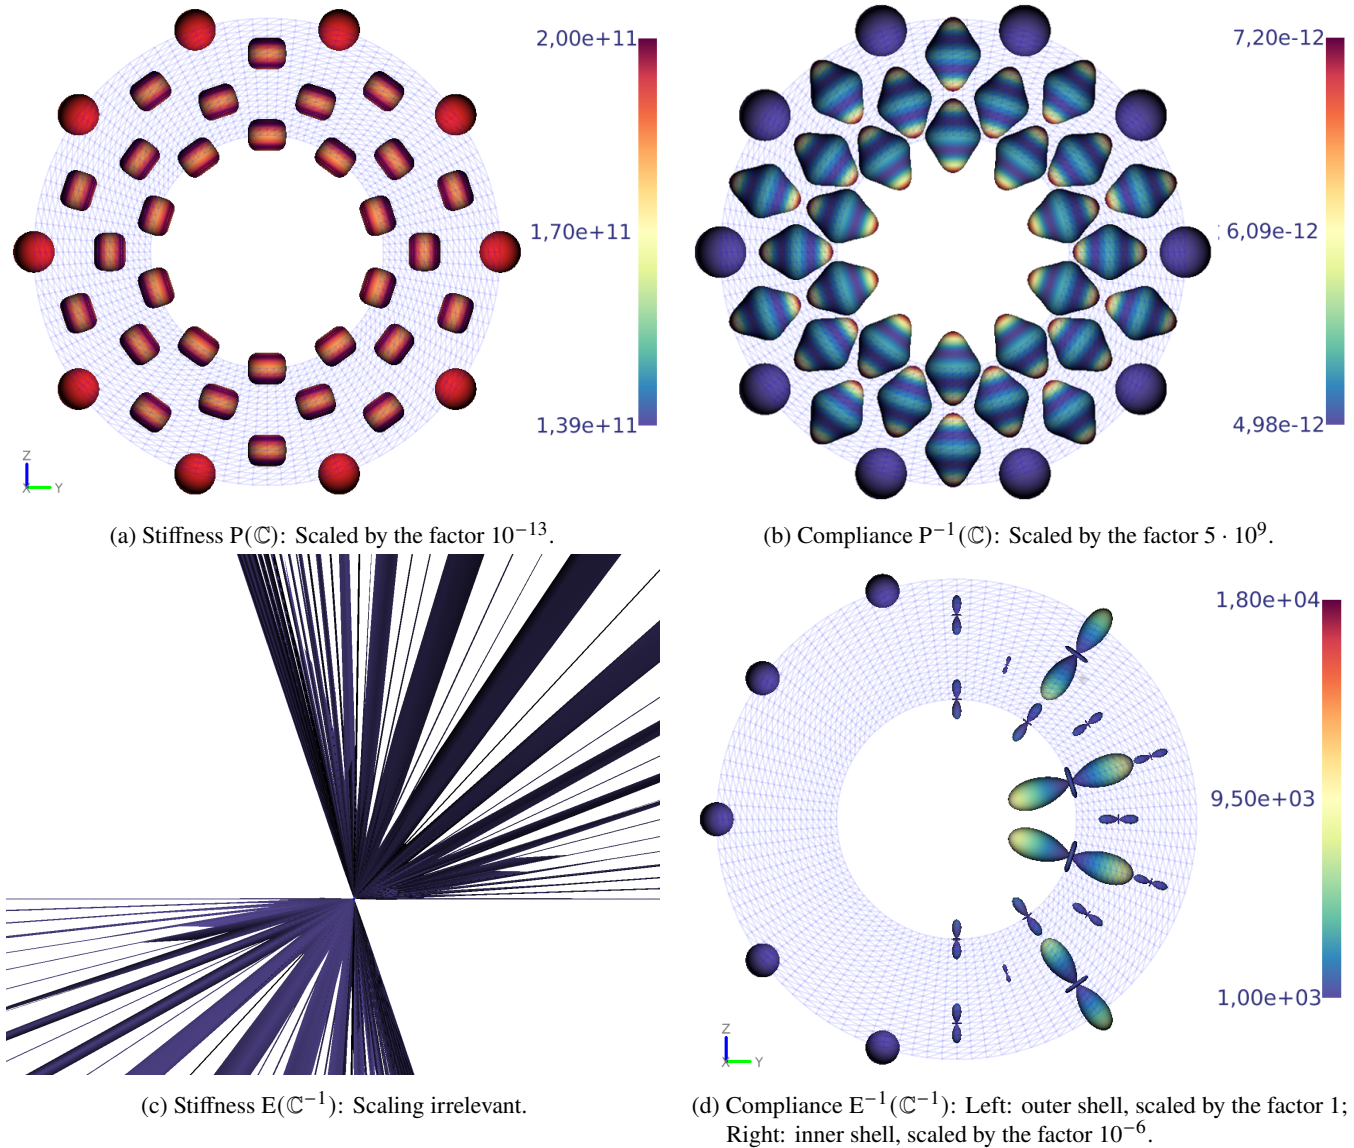 2,00e+11
1,70e+11
1,39e+11
Z
X Y
7,20e-12
6,09e-12
4,98e-12
(a) Stiffness P(ℂ): Scaled by the factor 10⁻¹³.
(b) Compliance P⁻¹(ℂ): Scaled by the factor 5 · 10⁹.
1,80e+04
9,50e+03
1,00e+03
Z
X Y
(c) Stiffness E(ℂ⁻¹): Scaling irrelevant.
(d) Compliance E⁻¹(ℂ⁻¹): Left: outer shell, scaled by the factor 1;
Right: inner shell, scaled by the factor 10⁻⁶.